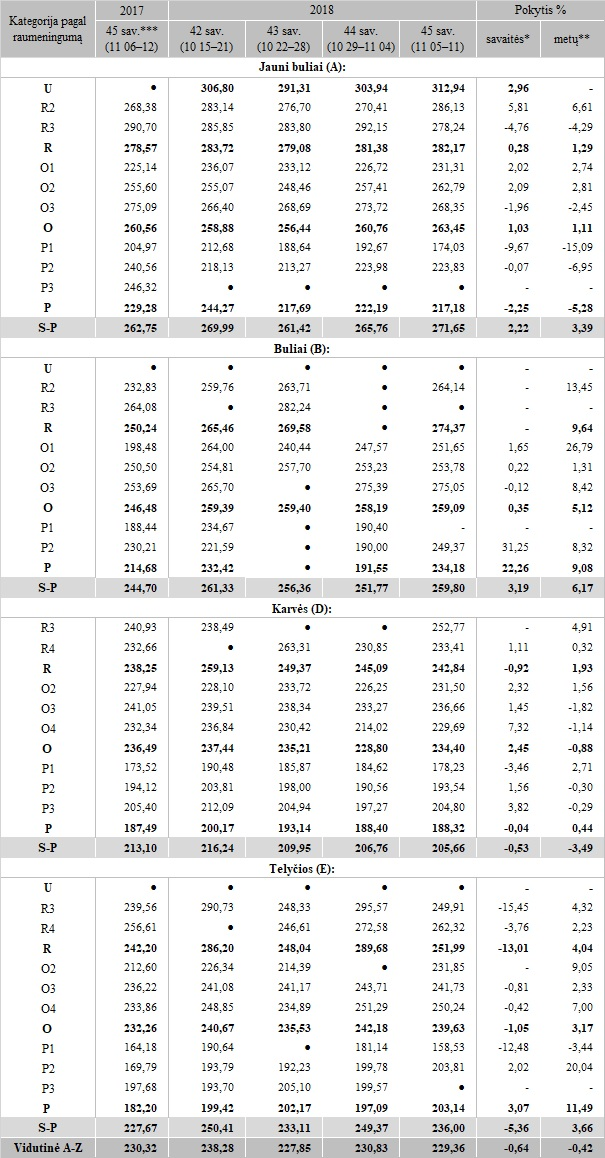 Kategorija pagal raumeningumą 2017 2018 Pokytis %
45 sav.*** (11 06–12) 42 sav. (10 15–21) 43 sav. (10 22–28) 44 sav. (10 29–11 04) 45 sav. (11 05–11) savaitės* metų**
Jauni buliai (A):
U ● 306,80 291,31 303,94 312,94 2,96 -
R2 268,38 283,14 276,70 270,41 286,13 5,81 6,61
R3 290,70 285,85 283,80 292,15 278,24 -4,76 -4,29
R 278,57 283,72 279,08 281,38 282,17 0,28 1,29
O1 225,14 236,07 233,12 226,72 231,31 2,02 2,74
O2 255,60 255,07 248,46 257,41 262,79 2,09 2,81
O3 275,09 266,40 268,69 273,72 268,35 -1,96 -2,45
O 260,56 258,88 256,44 260,76 263,45 1,03 1,11
P1 204,97 212,68 188,64 192,67 174,03 -9,67 -15,09
P2 240,56 218,13 213,27 223,98 223,83 -0,07 -6,95
P3 246,32 ● ● ● ● - -
P 229,28 244,27 217,69 222,19 217,18 -2,25 -5,28
S-P 262,75 269,99 261,42 265,76 271,65 2,22 3,39
Buliai (B):
U ● ● ● ● ● - -
R2 232,83 259,76 263,71 ● 264,14 - 13,45
R3 264,08 ● 282,24 ● ● - -
R 250,24 265,46 269,58 ● 274,37 - 9,64
O1 198,48 264,00 240,44 247,57 251,65 1,65 26,79
O2 250,50 254,81 257,70 253,23 253,78 0,22 1,31
O3 253,69 265,70 ● 275,39 275,05 -0,12 8,42
O 246,48 259,39 259,40 258,19 259,09 0,35 5,12
P1 188,44 234,67 ● 190,40 - - -
P2 230,21 221,59 ● 190,00 249,37 31,25 8,32
P 214,68 232,42 ● 191,55 234,18 22,26 9,08
S-P 244,70 261,33 256,36 251,77 259,80 3,19 6,17
Karvės (D):
R3 240,93 238,49 ● ● 252,77 - 4,91
R4 232,66 ● 263,31 230,85 233,41 1,11 0,32
R 238,25 259,13 249,37 245,09 242,84 -0,92 1,93
O2 227,94 228,10 233,72 226,25 231,50 2,32 1,56
O3 241,05 239,51 238,34 233,27 236,66 1,45 -1,82
O4 232,34 236,84 230,42 214,02 229,69 7,32 -1,14
O 236,49 237,44 235,21 228,80 234,40 2,45 -0,88
P1 173,52 190,48 185,87 184,62 178,23 -3,46 2,71
P2 194,12 203,81 198,00 190,56 193,54 1,56 -0,30
P3 205,40 212,09 204,94 197,27 204,80 3,82 -0,29
P 187,49 200,17 193,14 188,40 188,32 -0,04 0,44
S-P 213,10 216,24 209,95 206,76 205,66 -0,53 -3,49
Telyčios (E):
U ● ● ● ● ● - -
R3 239,56 290,73 248,33 295,57 249,91 -15,45 4,32
R4 256,61 ● 246,61 272,58 262,32 -3,76 2,23
R 242,20 286,20 248,04 289,68 251,99 -13,01 4,04
O2 212,60 226,34 214,39 ● 231,85 - 9,05
O3 236,22 241,08 241,17 243,71 241,73 -0,81 2,33
O4 233,86 248,85 234,89 251,29 250,24 -0,42 7,00
O 232,26 240,67 235,53 242,18 239,63 -1,05 3,17
P1 164,18 190,64 ● 181,14 158,53 -12,48 -3,44
P2 169,79 193,79 192,23 199,78 203,81 2,02 20,04
P3 197,68 193,70 205,10 199,57 ● - -
P 182,20 199,42 202,17 197,09 203,14 3,07 11,49
S-P 227,67 250,41 233,11 249,37 236,00 -5,36 3,66
Vidutinė A-Z 230,32 238,28 227,85 230,83 229,36 -0,64 -0,42